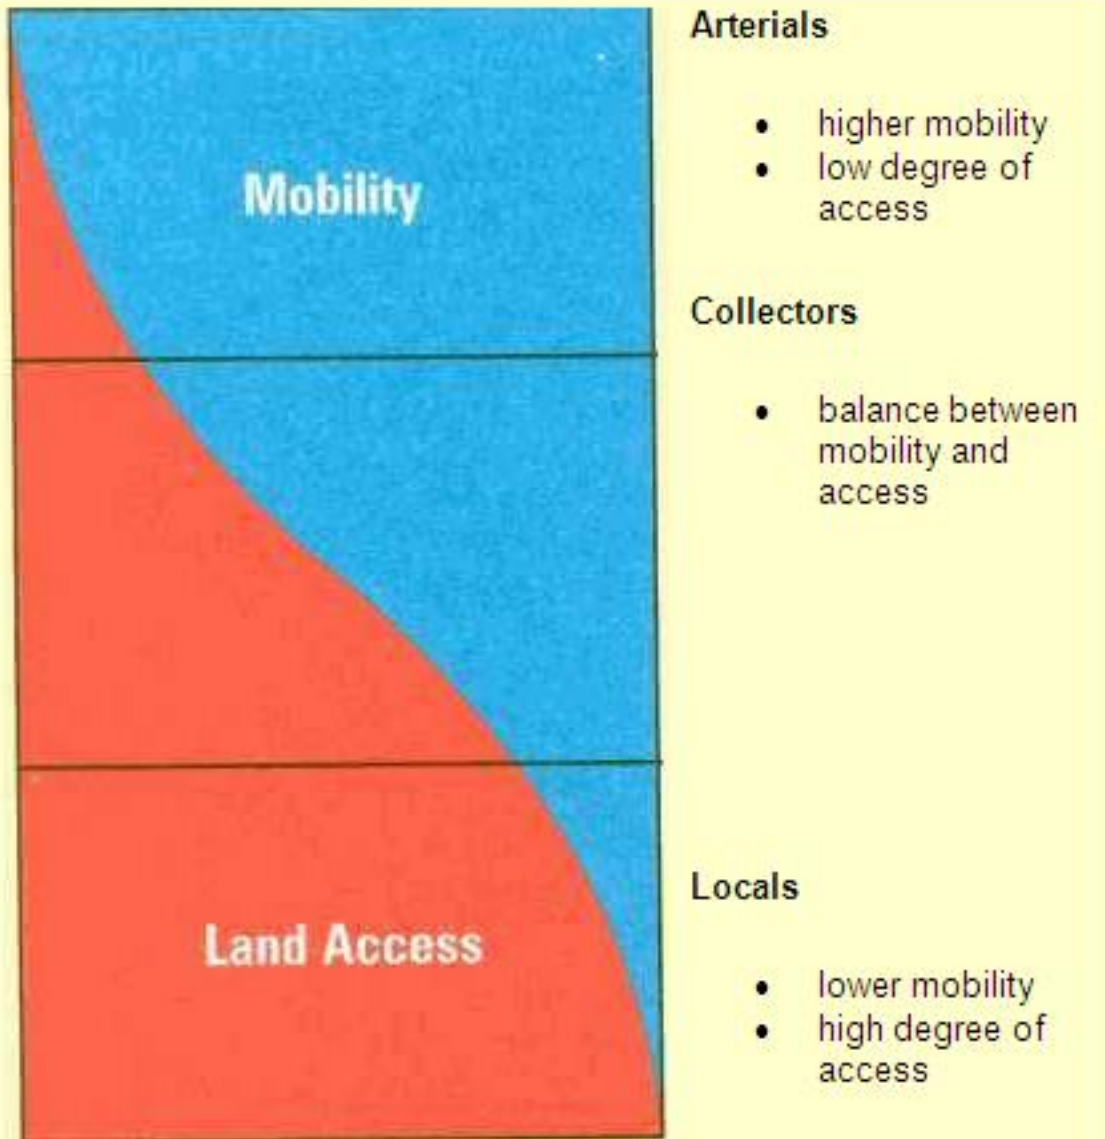 Arterials
• higher mobility
• low degree of
access
Mobility
Collectors
• balance between
mobility and
access
Locals
Land Access
• lower mobility
• high degree of
access